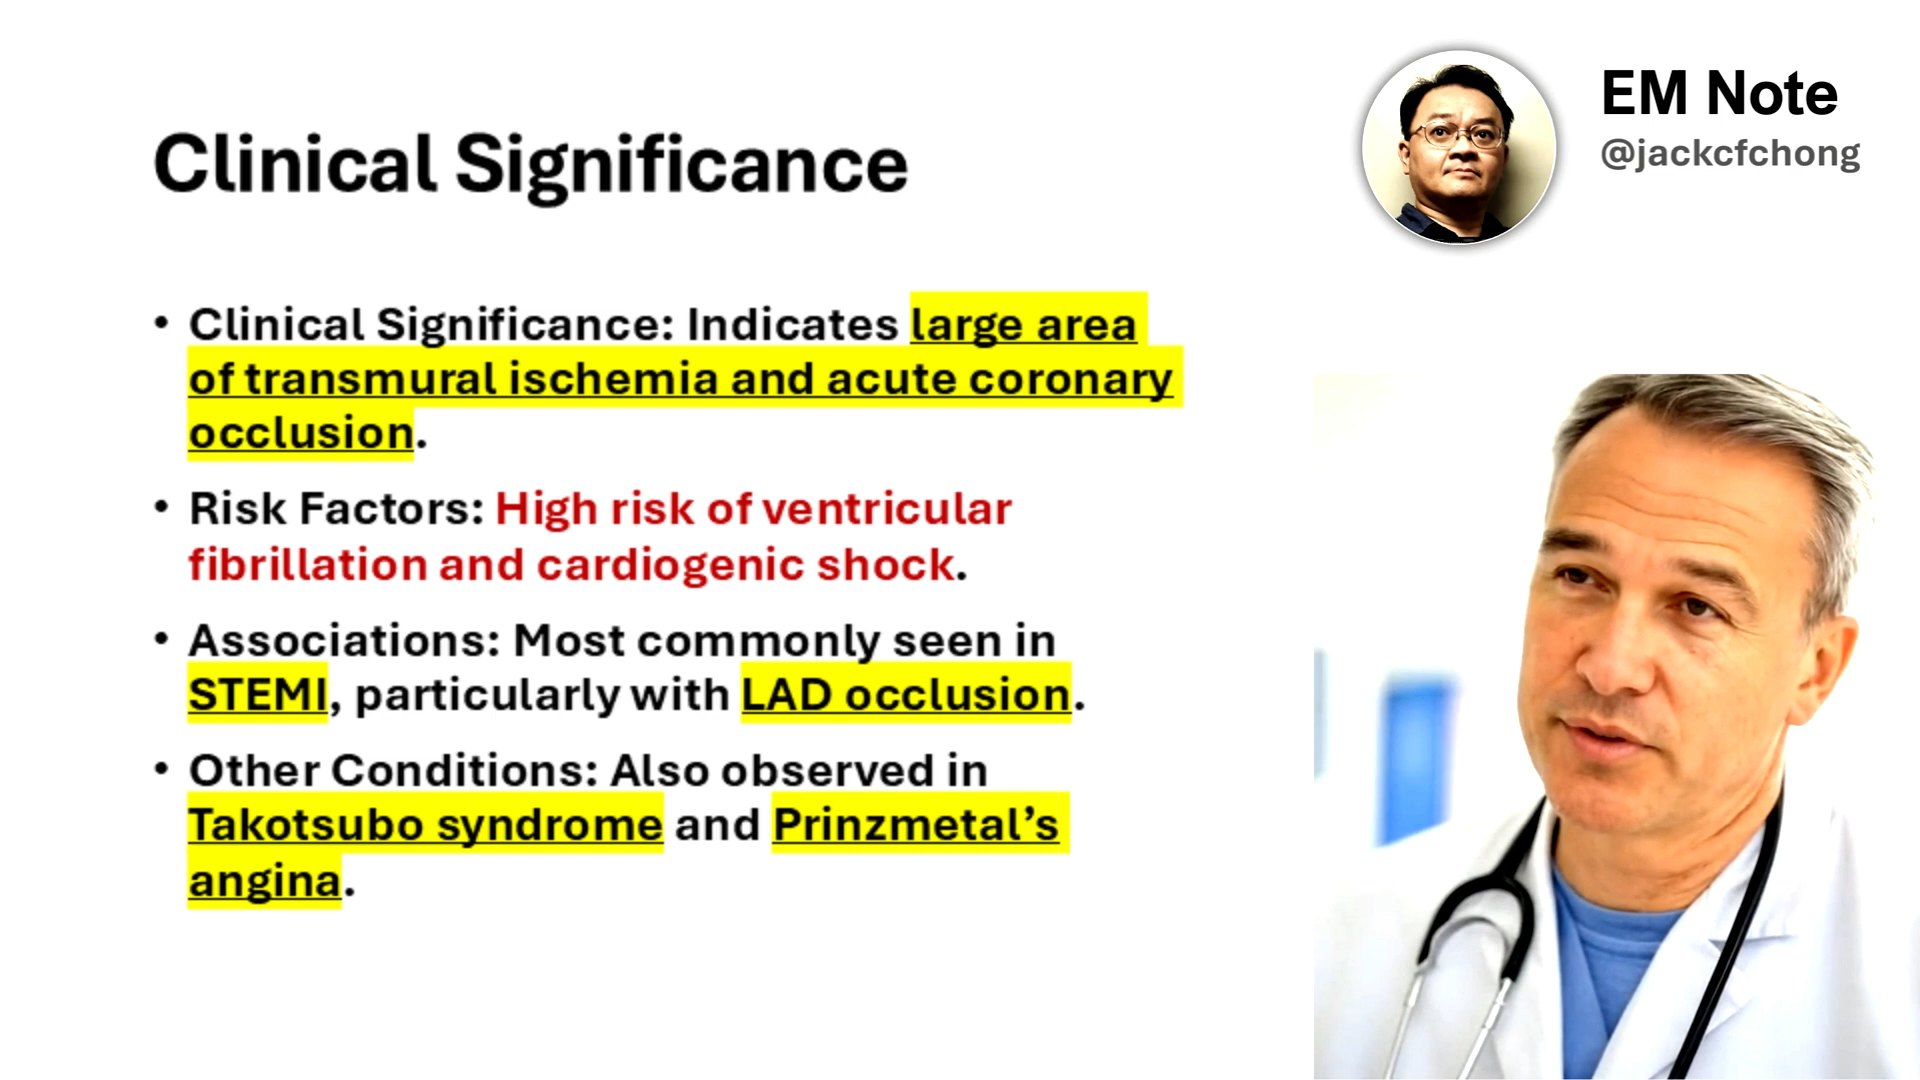 EM Note
@jackcfchong
Clinical Significance
• Clinical Significance: Indicates large area
of transmural ischemia and acute coronary
occlusion.
• Risk Factors: High risk of ventricular
fibrillation and cardiogenic shock.
• Associations: Most commonly seen in
STEMI, particularly with LAD occlusion.
• Other Conditions: Also observed in
Takotsubo syndrome and Prinzmetal’s
angina.